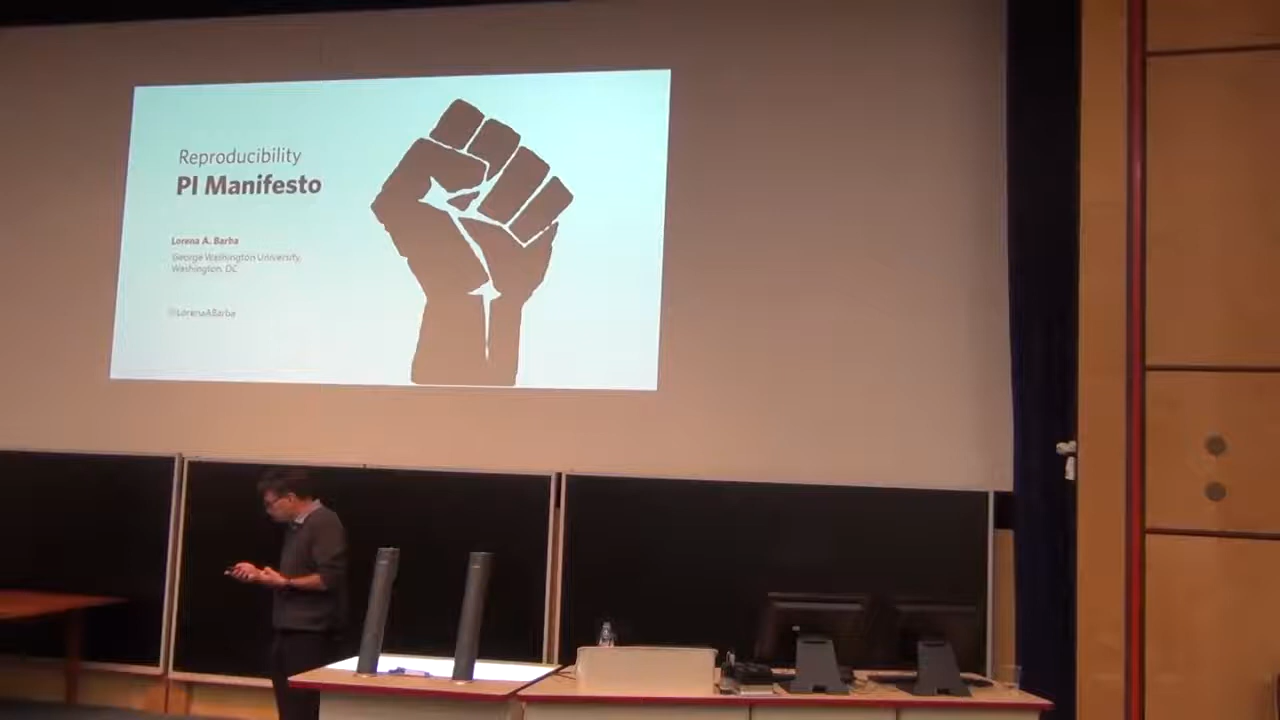 Reproducibility
PI Manifesto
Lorena A. Barba
George Washington University,
Washington, DC
@LorenaABarba